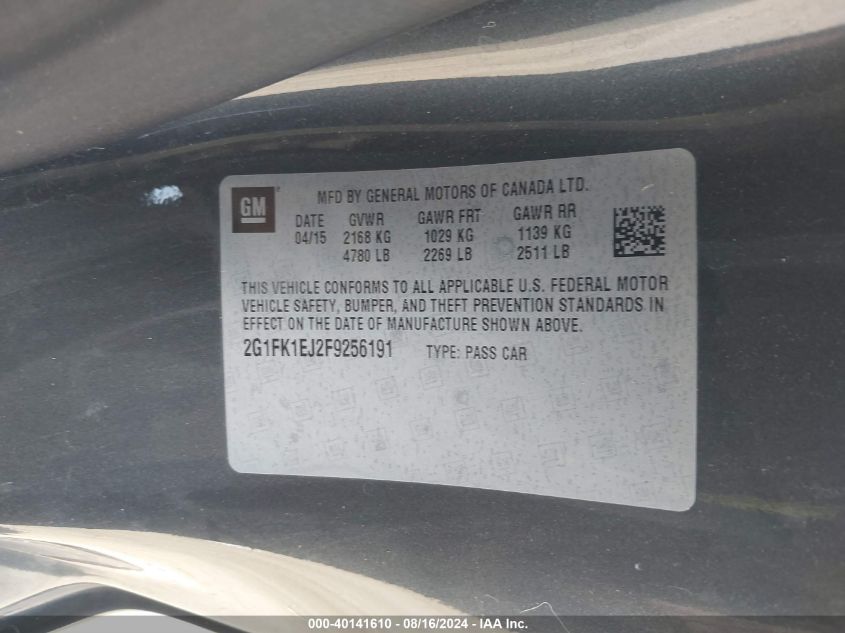 GM ®
MFD BY GENERAL MOTORS OF CANADA LTD.
DATE GVWR GAWR FRT GAWR RR
04/15 2168 KG 1029 KG 1139 KG
4780 LB 2269 LB 2511 LB
THIS VEHICLE CONFORMS TO ALL APPLICABLE U.S. FEDERAL MOTOR
VEHICLE SAFETY, BUMPER, AND THEFT PREVENTION STANDARDS IN
EFFECT ON THE DATE OF MANUFACTURE SHOWN ABOVE.
2G1FK1EJ2F9256191 TYPE: PASS CAR
000-40141610 - 08/16/2024 - IAA Inc.